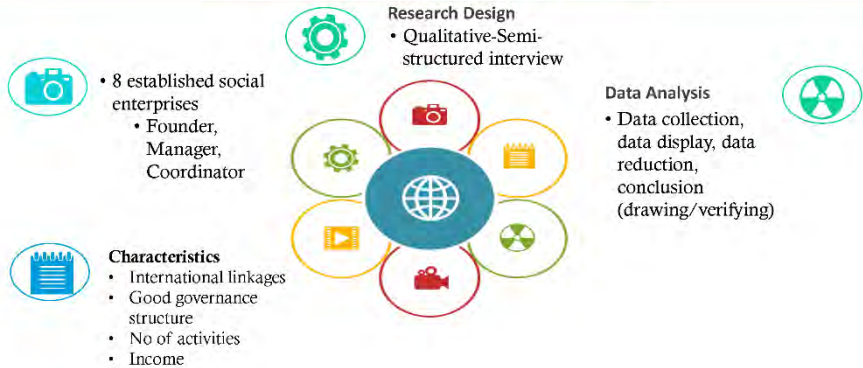 Research Design
• Qualitative-Semi-
structured interview
• 8 established social
enterprises
• Founder,
Manager,
Coordinator
Data Analysis
• Data collection,
data display, data
reduction,
conclusion
(drawing/verifying)
Characteristics
• International linkages
• Good governance
structure
• No of activities
• Income